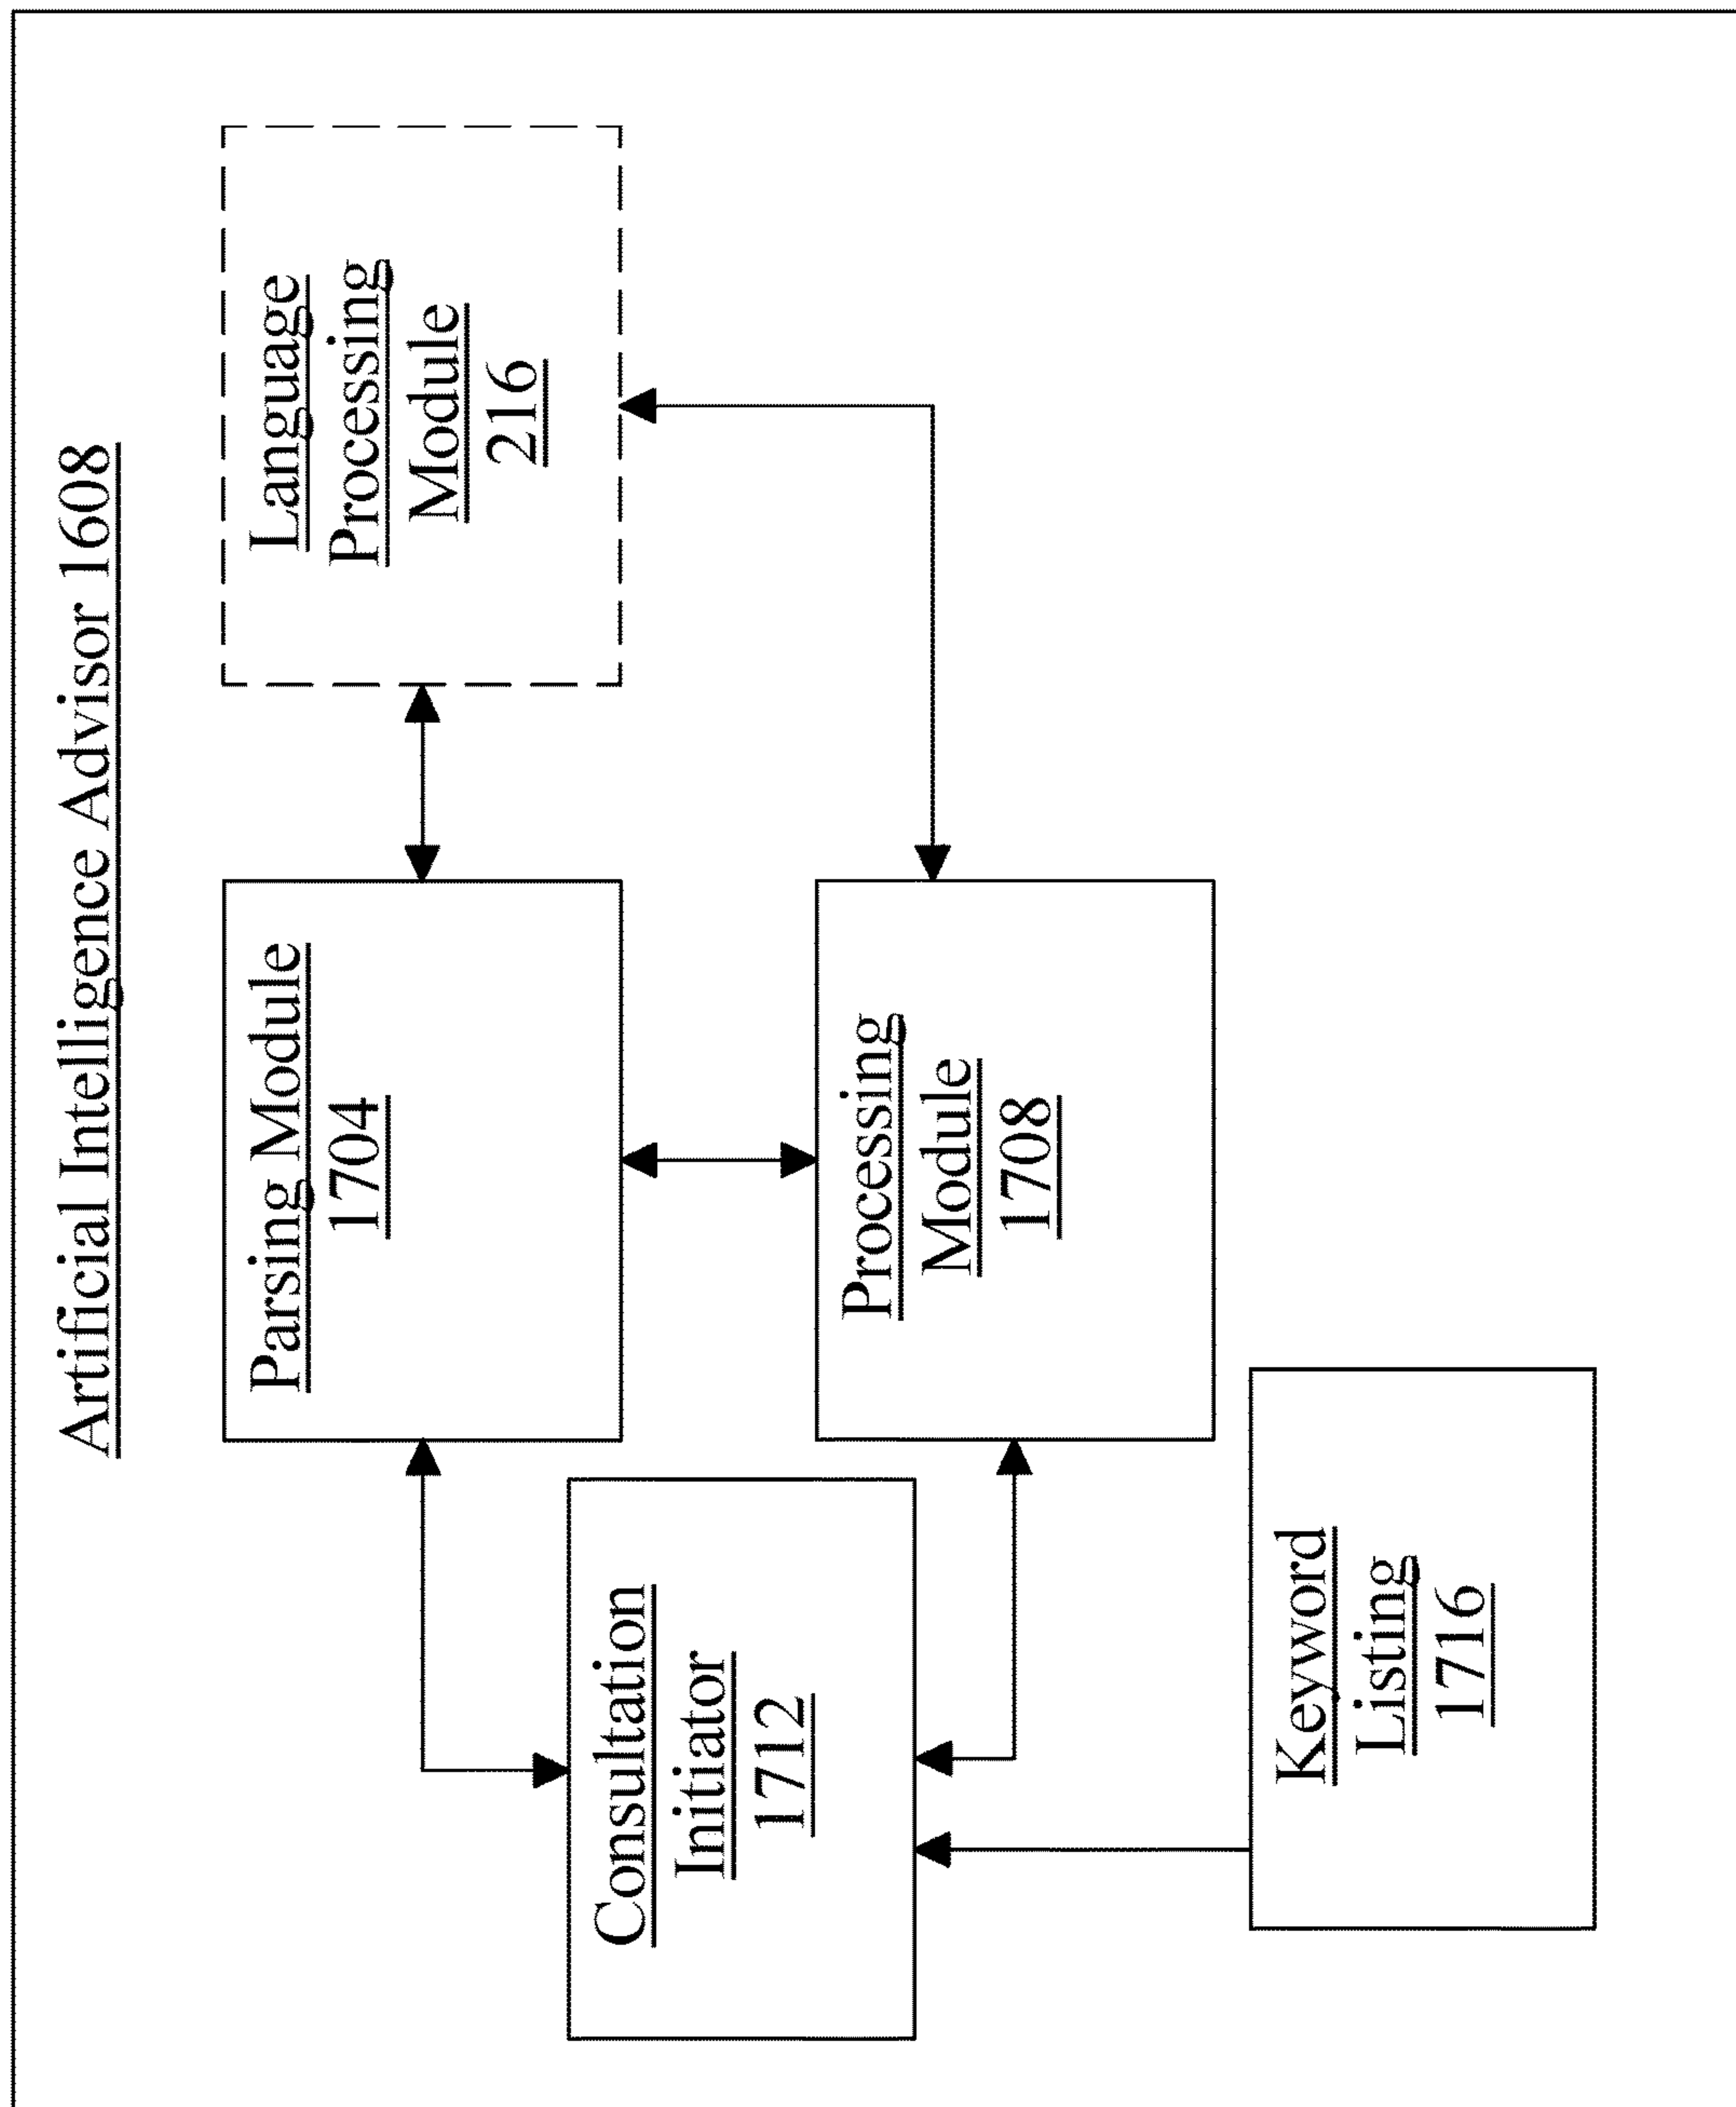 Artificial Intelligence Advisor 1608
Parsing Module
1704
Language
Processing
Module
216
Consultation
Initiator
1712
Processing
Module
1708
Keyword
Listing
1716